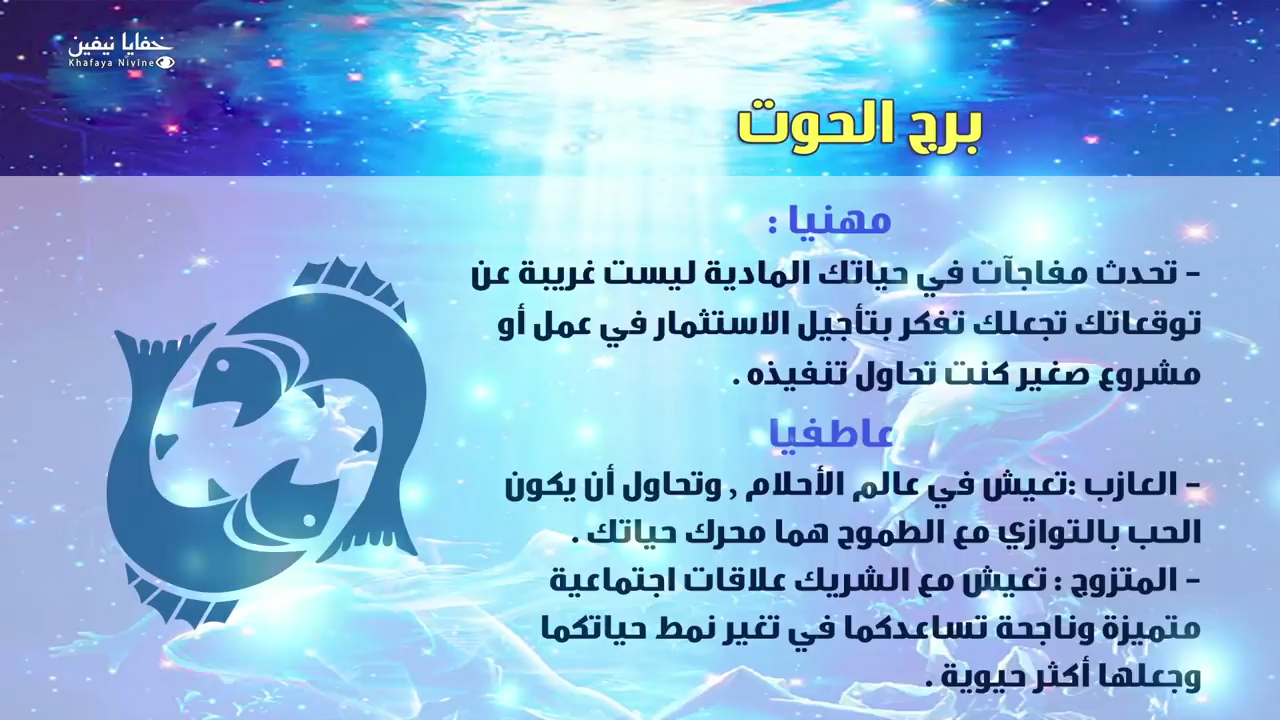 خفايا نيفين
Khafaya Nivine
برج الحوت
مهنيا :
- تحدث مفاجآت في حياتك المادية ليست غريبة عن
توقعاتك تجعلك تفكر بتأجيل الاستثمار في عمل أو
مشروع صغير كنت تحاول تنفيذه .
عاطفيا
- العازب :تعيش في عالم الأحلام , وتحاول أن يكون
الحب بالتوازي مع الطموح هما محرك حياتك .
- المتزوج : تعيش مع الشريك علاقات اجتماعية
متميزة وناجحة تساعدكما في تغير نمط حياتكما
وجعلها أكثر حيوية .